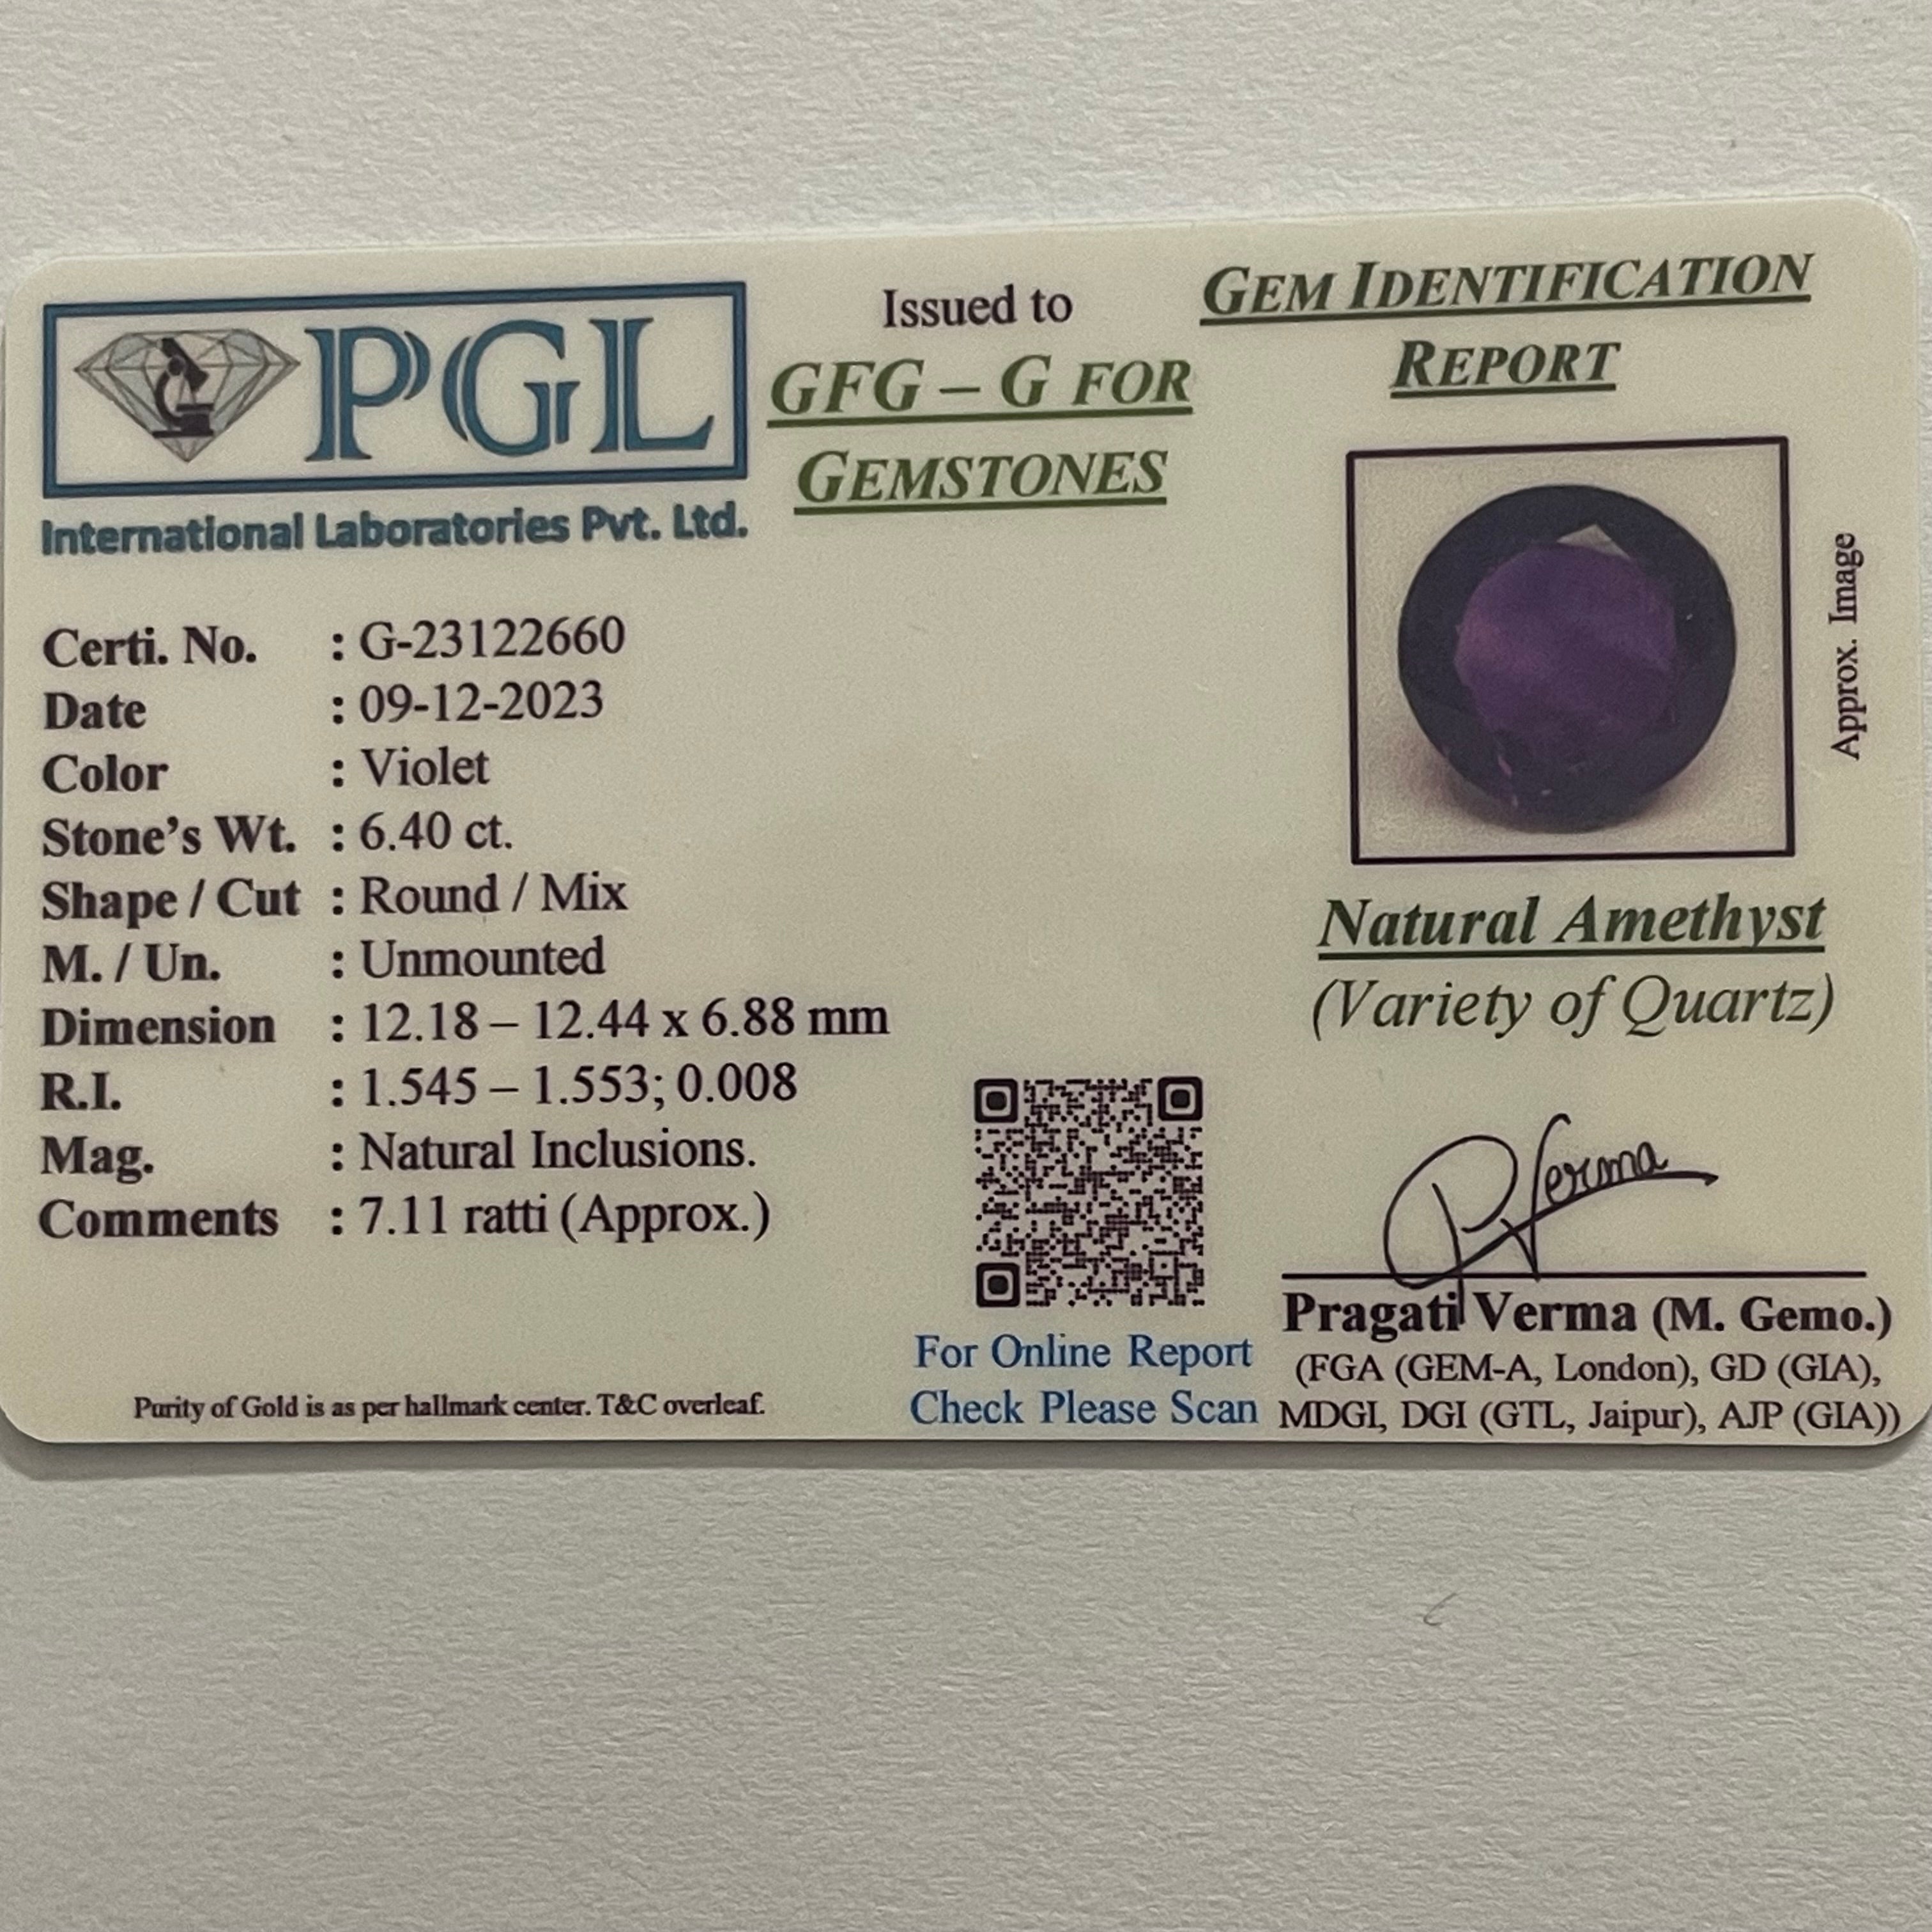 PGL
International Laboratories Pvt. Ltd.
Issued to
GFG – G FOR
GEMSTONES
GEM IDENTIFICATION
REPORT
Certi. No. : G-23122660
Date : 09-12-2023
Color : Violet
Stone’s Wt. : 6.40 ct.
Shape / Cut : Round / Mix
M. / Un. : Unmounted
Dimension : 12.18 – 12.44 x 6.88 mm
R.I. : 1.545 – 1.553; 0.008
Mag. : Natural Inclusions.
Comments : 7.11 ratti (Approx.)
Purity of Gold is as per hallmark center. T&C overleaf.
For Online Report
Check Please Scan
Approx. Image
Natural Amethyst
(Variety of Quartz)
PVerma
Pragati Verma (M. Gemo.)
(FGA (GEM-A, London), GD (GIA),
MDGI, DGI (GTL, Jaipur), AJP (GIA))